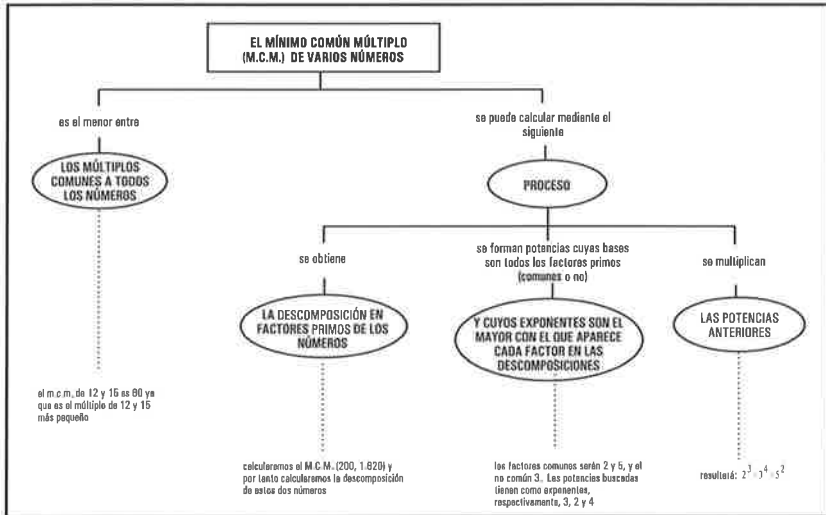 EL MÍNIMO COMÚN MÚLTIPLO
(M.C.M.) DE VARIOS NÚMEROS
es el menor entre
LOS MÚLTIPLOS
COMUNES A TODOS
LOS NÚMEROS
el m.c.m. de 12 y 15 es 60 ya
que es el múltiple de 12 y 15
más pequeño
se puede calcular mediante el
siguiente
PROCESO
se obtiene
LA DESCOMPOSICIÓN EN
FACTORES PRIMOS DE LOS
NÚMEROS
calcularemos el M.C.M. (200, 1.620) y
por tanto calcularemos la descomposición
de estos dos números
se forman potencias cuyas bases
son todos los factores primos
(comunes o no)
Y CUYOS EXPONENTES SON EL
MAYOR CON EL QUE APARECE
CADA FACTOR EN LAS
DESCOMPOSICIONES
los factores comunes serán 2 y 5, y el
no común 3. Las potencias buscadas
tienen como exponentes,
respectivamente, 3, 2 y 4
se multiplican
LAS POTENCIAS
ANTERIORES
resultará: 2³·3⁴·5²